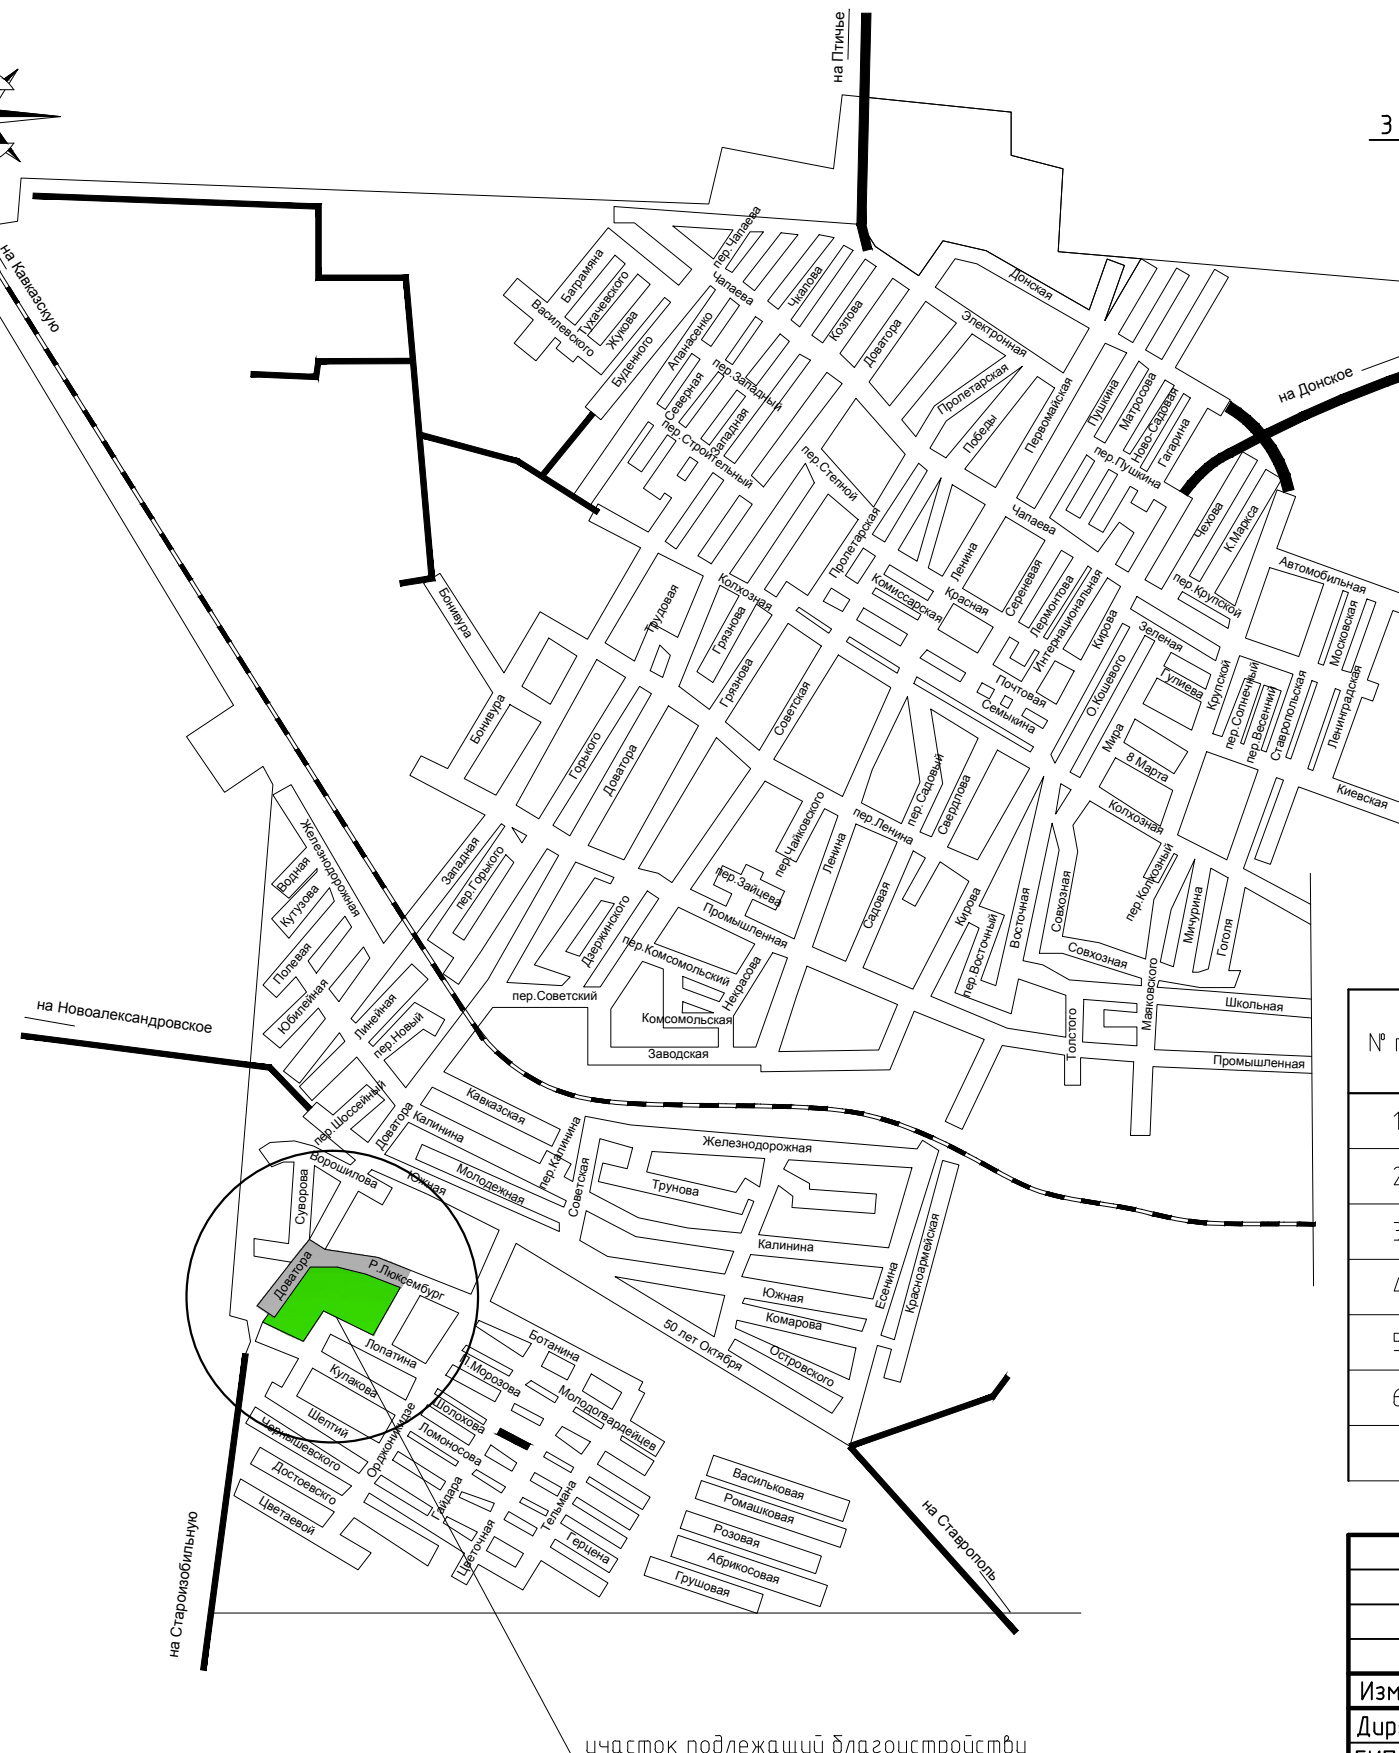 на Птичье
З
на Кавказскую
пер.Чапаева
Баграмяна
Тухачевского
Василевского
Жукова
Буденного
Чапаева
Чкалова
Козлова
Доватора
Донская
Электронная
Апанасенко
Северная
пер.Западный
Западная
пер.Строительный
Пролетарская
Победы
Первомайская
Пушкина
Матросова
Ново-Садовая
Гагарина
на Донское
пер.Пушкина
пер.Степной
Чапаева
Чехова
К.Маркса
Пролетарская
Ленина
Автомобильная
Бонивура
Трудовая
Колхозная
Грязнова
Комиссарская
Красная
Сереневая
Лермонтова
Интернациональная
Кирова
пер.Крупской
Зеленая
Московская
Гулиева
Крупской
О.Кошевого
Почтовая
Семыкина
пер.Солнечный
пер.Весенний
Ставропольская
Ленинградская
Бонивура
Горького
Доватора
Грязнова
Советская
Мира
8 Марта
Киевская
Колхозная
пер.Садовый
Свердлова
пер.Ленина
Железнодорожная
Водная
Кутузова
Западная
пер.Горького
пер.Чайковского
Ленина
пер.Зайцева
Садовая
Кирова
Восточная
Совхозная
пер.Колхозный
Мичурина
Гоголя
Полевая
Юбилейная
Линейная
пер.Новый
Дзержинского
Промышленная
пер.Комсомольский
Некрасова
пер.Восточный
Совхозная
Маяковского
пер.Советский
Комсомольская
Заводская
Толстого
Школьная
Промышленная
на Новоалександровское
№ п
пер.Шоссейный
Доватора
Кавказская
Калинина
пер.Калинина
Железнодорожная
Ворошилова
Южная
Молодежная
Советская
Трунова
Суворова
Калинина
Красноармейская
Доватора
Р.Люксембург
Южная
Есенина
Комарова
50 лет Октября
Островского
Лопатина
Ботанина
Кулакова
П.Морозова
Молодогвардейцев
Шептий
Шолохова
Орджоникидзе
Ломоносова
Чернышевского
Достоевскго
Цветаевой
Гайдара
Цветочная
Тельмана
Герцена
Васильковая
Ромашковая
Розовая
Абрикосовая
Грушовая
на Ставрополь
на Староизобильную
участок подлежащий благоустройству
Изм
Дир